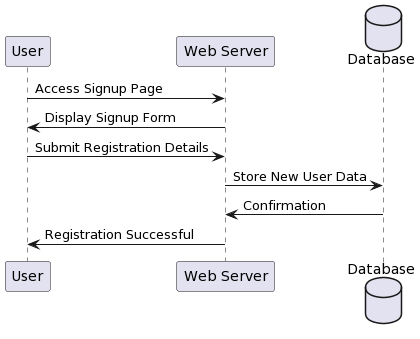 User
Web Server
Database
Access Signup Page
Display Signup Form
Submit Registration Details
Store New User Data
Confirmation
Registration Successful
User
Web Server
Database